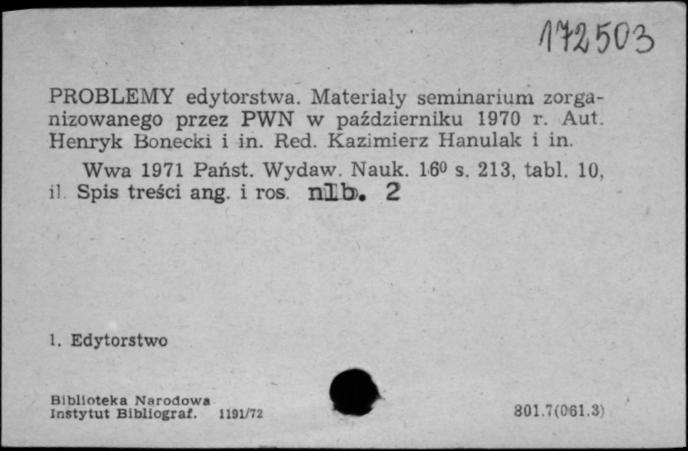 172503
PROBLEMY edytorstwa. Materiały seminarium zorga-
nizowanego przez PWN w październiku 1970 r. Aut.
Henryk Bonecki i in. Red. Kazimierz Hanulak i in.
Wwa 1971 Państ. Wydaw. Nauk. 16⁰ s. 213, tabl. 10,
il. Spis treści ang. i ros. nlb. 2
1. Edytorstwo
Biblioteka Narodowa
Instytut Bibliograf. 1191/72
801.7(061.3)